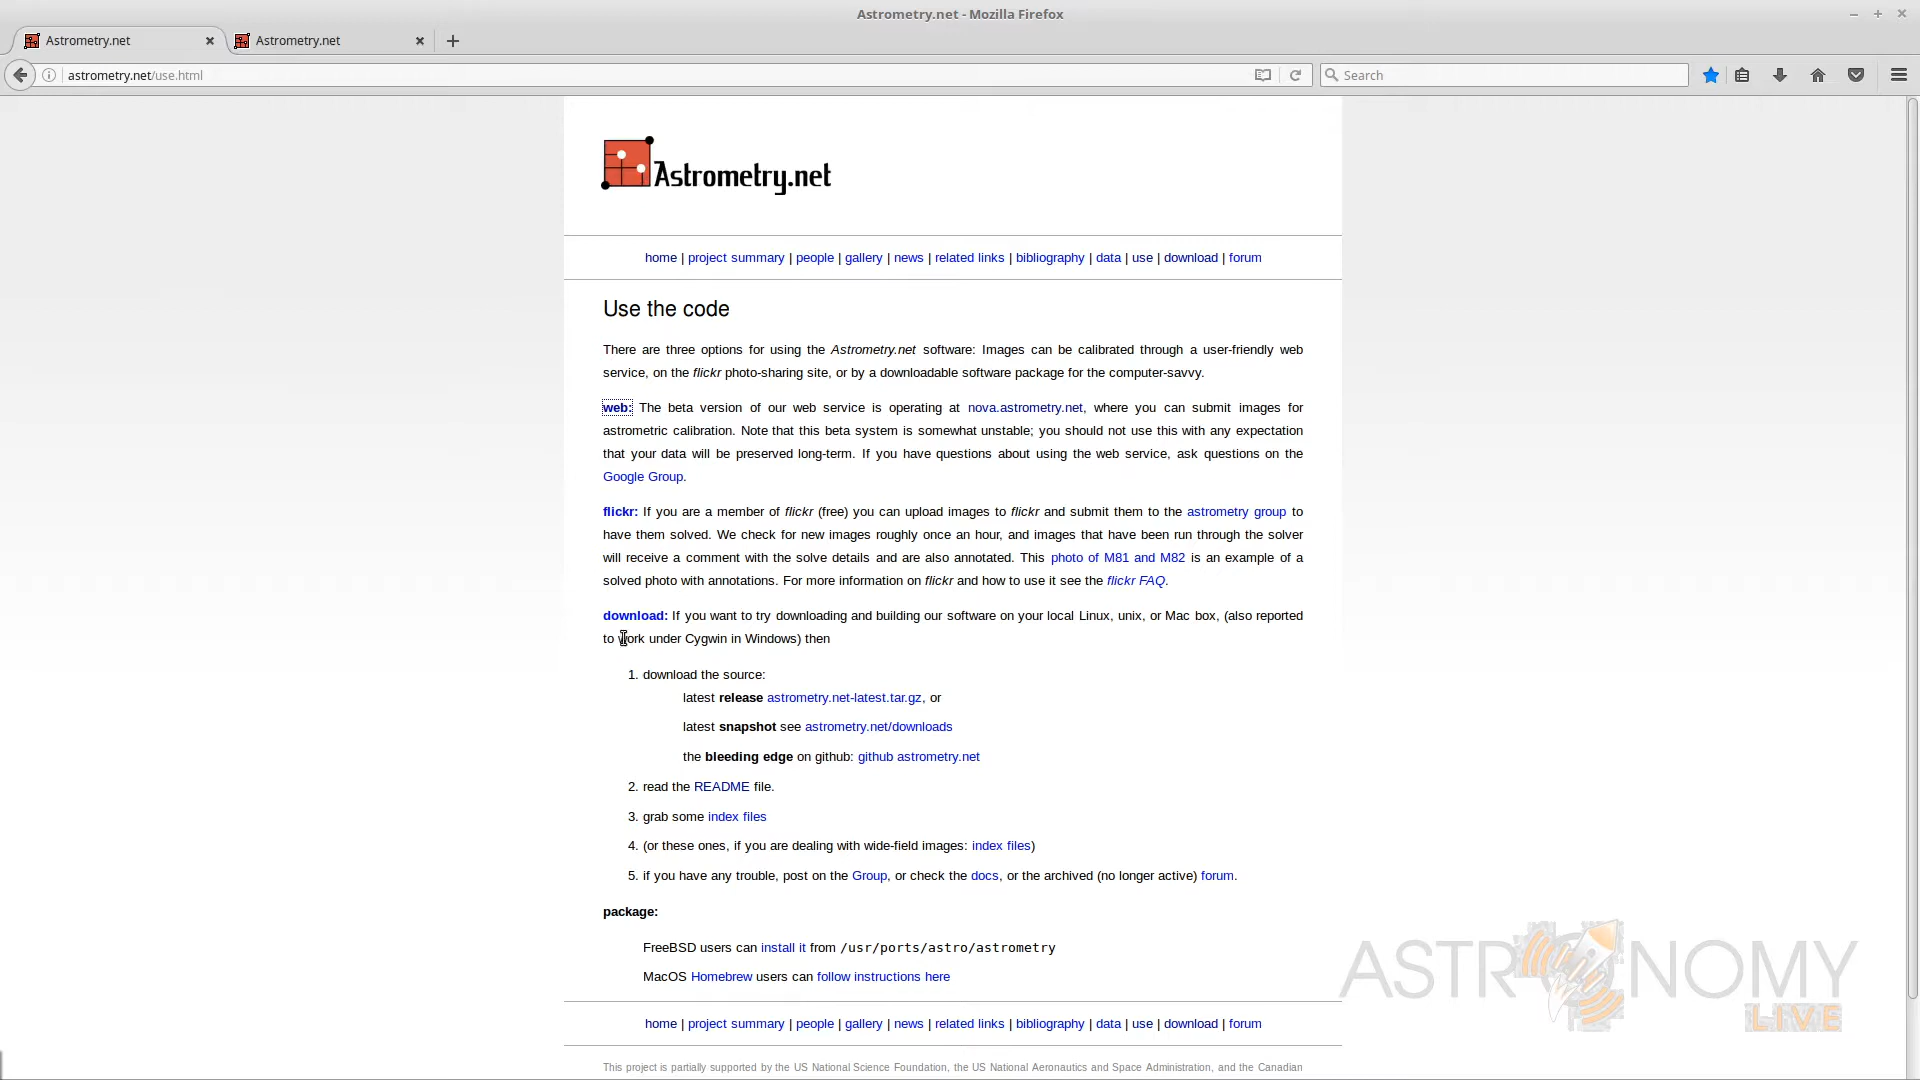 Astrometry.net - Mozilla Firefox
Astrometry.net
Astrometry.net
astrometry.net/use.html
Search
Astrometry.net
home | project summary | people | gallery | news | related links | bibliography | data | use | download | forum
Use the code
There are three options for using the Astrometry.net software: Images can be calibrated through a user-friendly web
service, on the flickr photo-sharing site, or by a downloadable software package for the computer-savvy.
web: The beta version of our web service is operating at nova.astrometry.net, where you can submit images for
astrometric calibration. Note that this beta system is somewhat unstable; you should not use this with any expectation
that your data will be preserved long-term. If you have questions about using the web service, ask questions on the
Google Group.
flickr: If you are a member of flickr (free) you can upload images to flickr and submit them to the astrometry group to
have them solved. We check for new images roughly once an hour, and images that have been run through the solver
will receive a comment with the solve details and are also annotated. This photo of M81 and M82 is an example of a
solved photo with annotations. For more information on flickr and how to use it see the flickr FAQ.
download: If you want to try downloading and building our software on your local Linux, unix, or Mac box, (also reported
to work under Cygwin in Windows) then
1. download the source:
latest release astrometry.net-latest.tar.gz, or
latest snapshot see astrometry.net/downloads
the bleeding edge on github: github astrometry.net
2. read the README file.
3. grab some index files
4. (or these ones, if you are dealing with wide-field images: index files)
5. if you have any trouble, post on the Group, or check the docs, or the archived (no longer active) forum.
package:
FreeBSD users can install it from /usr/ports/astro/astrometry
MacOS Homebrew users can follow instructions here
ASTRONOMY
LIVE
home | project summary | people | gallery | news | related links | bibliography | data | use | download | forum
This project is partially supported by the US National Science Foundation, the US National Aeronautics and Space Administration, and the Canadian